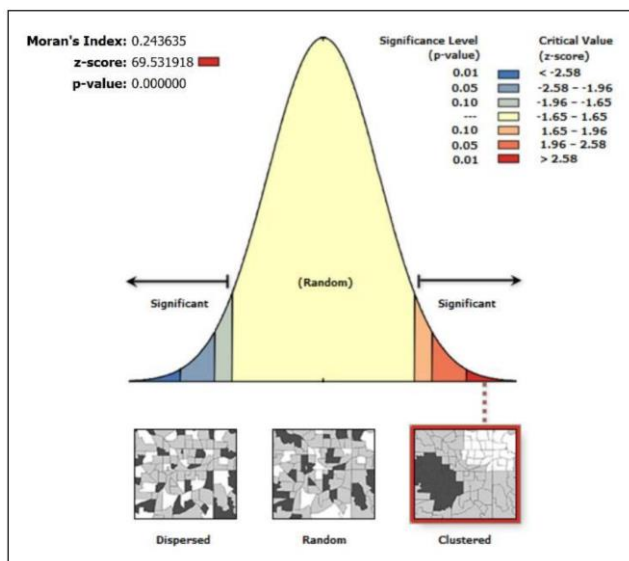 Moran's Index: 0.243635
z-score: 69.531918
p-value: 0.000000
Significance Level
(p-value)
Critical Value
(z-score)
0.01 < -2.58
0.05 -2.58 – -1.96
0.10 -1.96 – -1.65
--- -1.65 – 1.65
0.10 1.65 – 1.96
0.05 1.96 – 2.58
0.01 > 2.58
Significant
(Random)
Significant
Dispersed
Random
Clustered